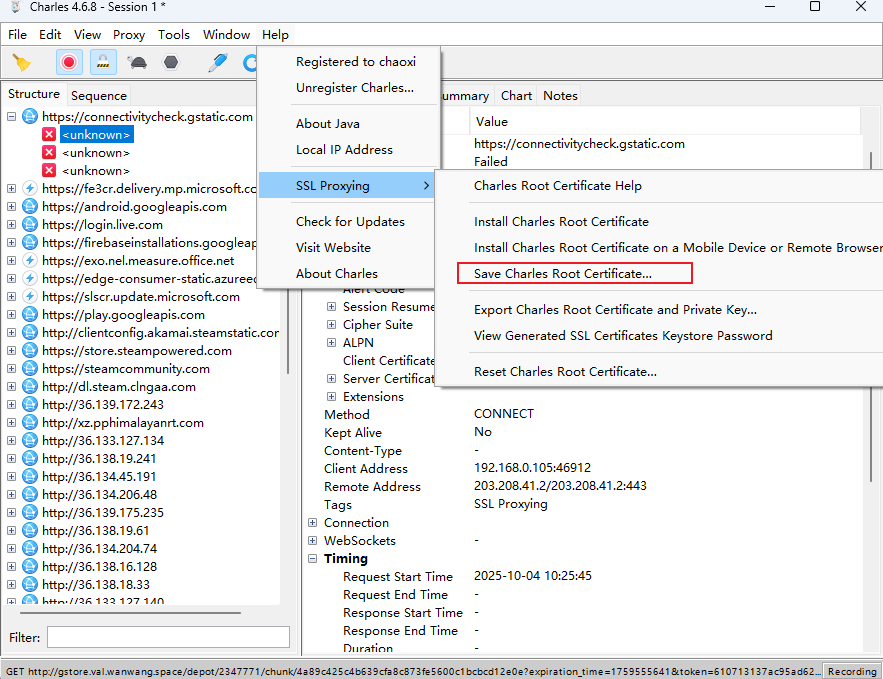 Charles 4.6.8 - Session 1 *
File Edit View Proxy Tools Window Help
Registered to chaoxi
Unregister Charles...
About Java
Local IP Address
SSL Proxying
Check for Updates
Visit Website
About Charles
Charles Root Certificate Help
Install Charles Root Certificate
Install Charles Root Certificate on a Mobile Device or Remote Browser
Save Charles Root Certificate...
Export Charles Root Certificate and Private Key...
View Generated SSL Certificates Keystore Password
Reset Charles Root Certificate...
Structure Sequence
https://connectivitycheck.gstatic.com
<unknown>
<unknown>
<unknown>
https://fe3cr.delivery.mp.microsoft.cc
https://android.googleapis.com
https://login.live.com
https://firebaseinstallations.googleap
https://exo.nel.measure.office.net
https://edge-consumer-static.azureed
https://slscr.update.microsoft.com
https://play.googleapis.com
http://clientconfig.akamai.steamstatic.cor
https://store.steampowered.com
https://steamcommunity.com
http://dl.steam.clngaa.com
http://36.139.172.243
http://xz.pphimalayanrt.com
http://36.133.127.134
http://36.138.19.241
http://36.134.45.191
http://36.134.206.48
http://36.139.175.235
http://36.138.19.61
http://36.134.204.74
http://36.138.16.128
http://36.138.18.33
http://36.133.127.140
Filter:
ummary Chart Notes
Value
https://connectivitycheck.gstatic.com
Failed
Alert Code
Session Resume
Cipher Suite
ALPN
Client Certificate
Server Certificat
Extensions
Method CONNECT
Kept Alive No
Content-Type -
Client Address 192.168.0.105:46912
Remote Address 203.208.41.2/203.208.41.2:443
Tags SSL Proxying
Connection
WebSockets -
Timing
Request Start Time 2025-10-04 10:25:45
Request End Time -
Response Start Time -
Response End Time -
Duration -
GET http://gstore.val.wanwang.space/depot/2347771/chunk/4a89c425c4b639cfa8c873fe5600c1bcbcd12e0e?expiration_time=1759555641&token=610713137ac95ad62... Recording